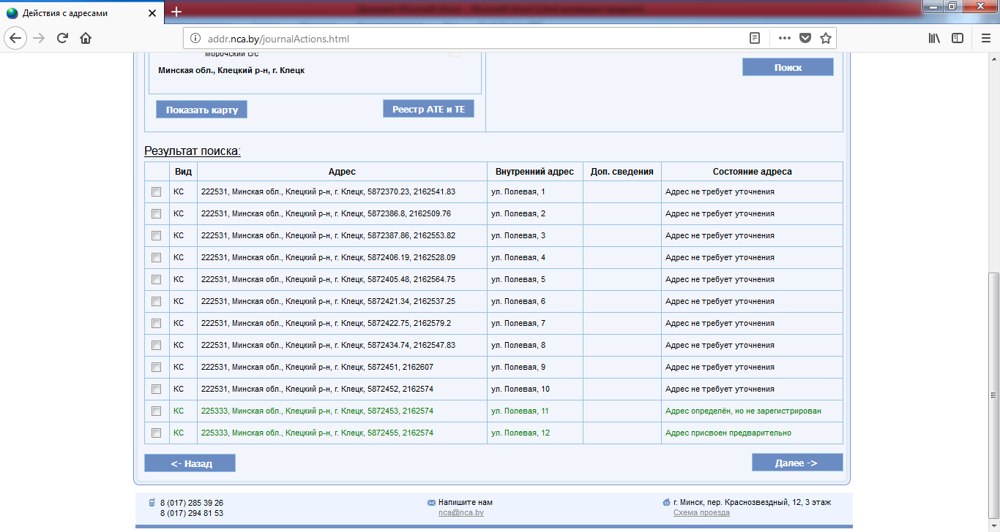 Действия с адресами
addr.nca.by/journalActions.html
Морочский с/с
Минская обл., Клецкий р-н, г. Клецк
Поиск
Показать карту
Реестр АТЕ и ТЕ
Результат поиска:
Вид Адрес Внутренний адрес Доп. сведения Состояние адреса
КС 222531, Минская обл., Клецкий р-н, г. Клецк, 5872370.23, 2162541.83 ул. Полевая, 1 Адрес не требует уточнения
КС 222531, Минская обл., Клецкий р-н, г. Клецк, 5872386.8, 2162509.76 ул. Полевая, 2 Адрес не требует уточнения
КС 222531, Минская обл., Клецкий р-н, г. Клецк, 5872387.86, 2162553.82 ул. Полевая, 3 Адрес не требует уточнения
КС 222531, Минская обл., Клецкий р-н, г. Клецк, 5872406.19, 2162528.09 ул. Полевая, 4 Адрес не требует уточнения
КС 222531, Минская обл., Клецкий р-н, г. Клецк, 5872405.48, 2162564.75 ул. Полевая, 5 Адрес не требует уточнения
КС 222531, Минская обл., Клецкий р-н, г. Клецк, 5872421.34, 2162537.25 ул. Полевая, 6 Адрес не требует уточнения
КС 222531, Минская обл., Клецкий р-н, г. Клецк, 5872422.75, 2162579.2 ул. Полевая, 7 Адрес не требует уточнения
КС 222531, Минская обл., Клецкий р-н, г. Клецк, 5872434.74, 2162547.83 ул. Полевая, 8 Адрес не требует уточнения
КС 222531, Минская обл., Клецкий р-н, г. Клецк, 5872451, 2162607 ул. Полевая, 9 Адрес не требует уточнения
КС 222531, Минская обл., Клецкий р-н, г. Клецк, 5872452, 2162574 ул. Полевая, 10 Адрес не требует уточнения
КС 225333, Минская обл., Клецкий р-н, г. Клецк, 5872453, 2162574 ул. Полевая, 11 Адрес определён, но не зарегистрирован
КС 225333, Минская обл., Клецкий р-н, г. Клецк, 5872455, 2162574 ул. Полевая, 12 Адрес присвоен предварительно
<- Назад
Далее ->
8 (017) 285 39 26 Напишите нам г. Минск, пер. Краснозвездный, 12, 3 этаж
8 (017) 294 81 53 nca@nca.by Схема проезда